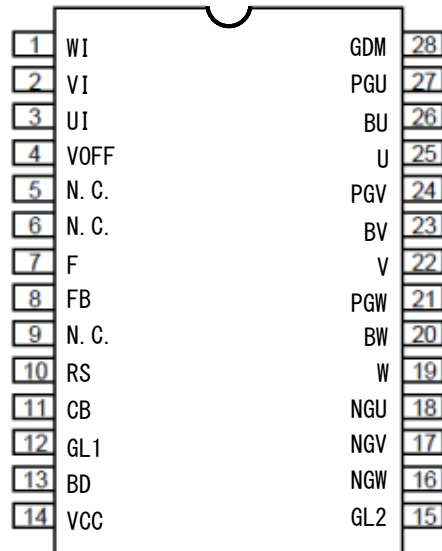 1 WI GDM 28
2 VI PGU 27
3 UI BU 26
4 VOFF U 25
5 N.C. PGV 24
6 N.C. BV 23
7 F V 22
8 FB PGW 21
9 N.C. BW 20
10 RS W 19
11 CB NGU 18
12 GL1 NGV 17
13 BD NGW 16
14 VCC GL2 15